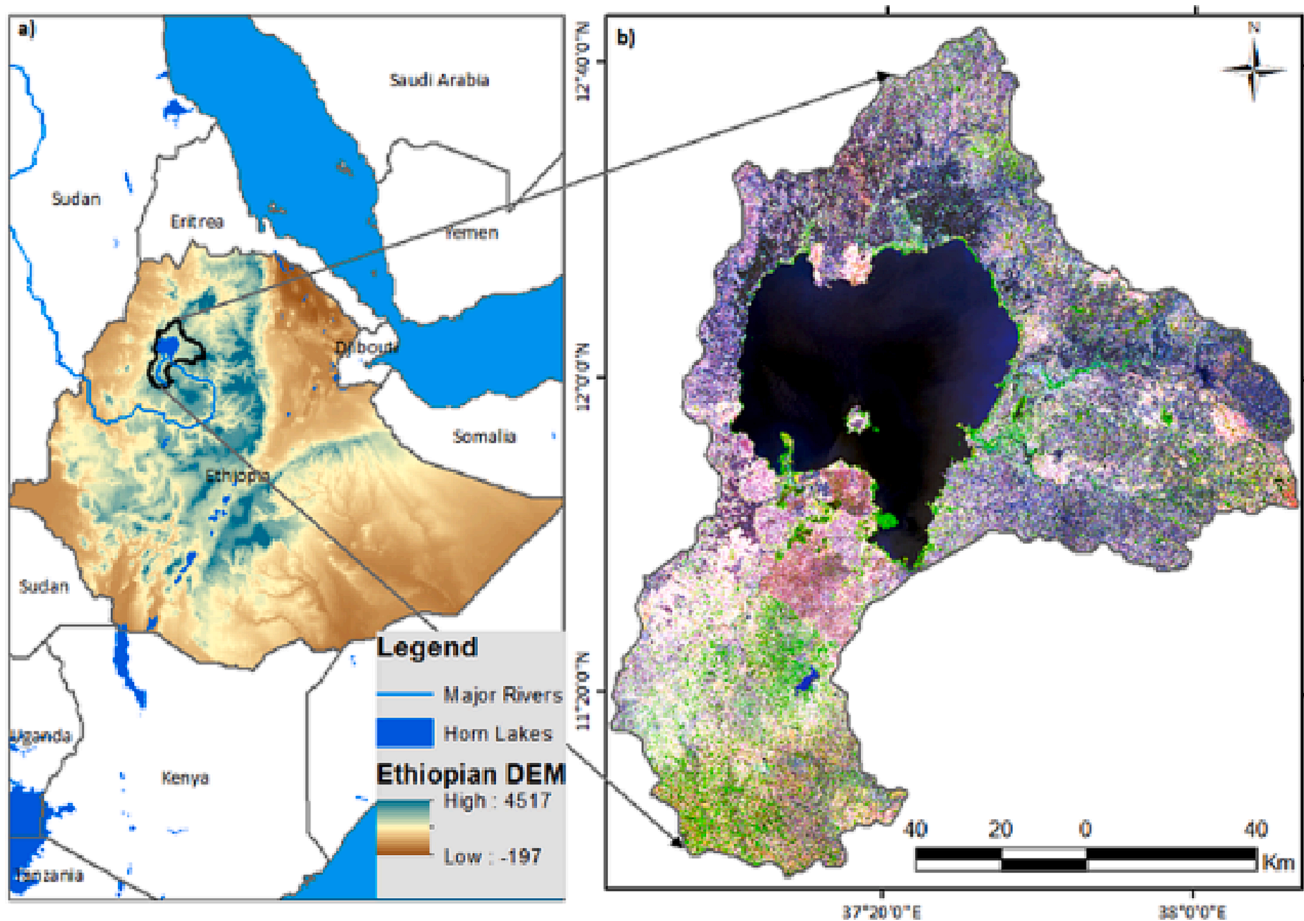 a)
Saudi Arabia
Sudan
Eritrea
Yemen
Djibouti
Somalia
Ethiopia
Sudan
Uganda
Kenya
Tanzania
Legend
Major Rivers
Horn Lakes
Ethiopian DEM
High : 4517
Low : -197
b)
N
12°40'0"N
12°0'0"N
11°20'0"N
40 20 0 40
Km
37°20'0"E
38°0'0"E